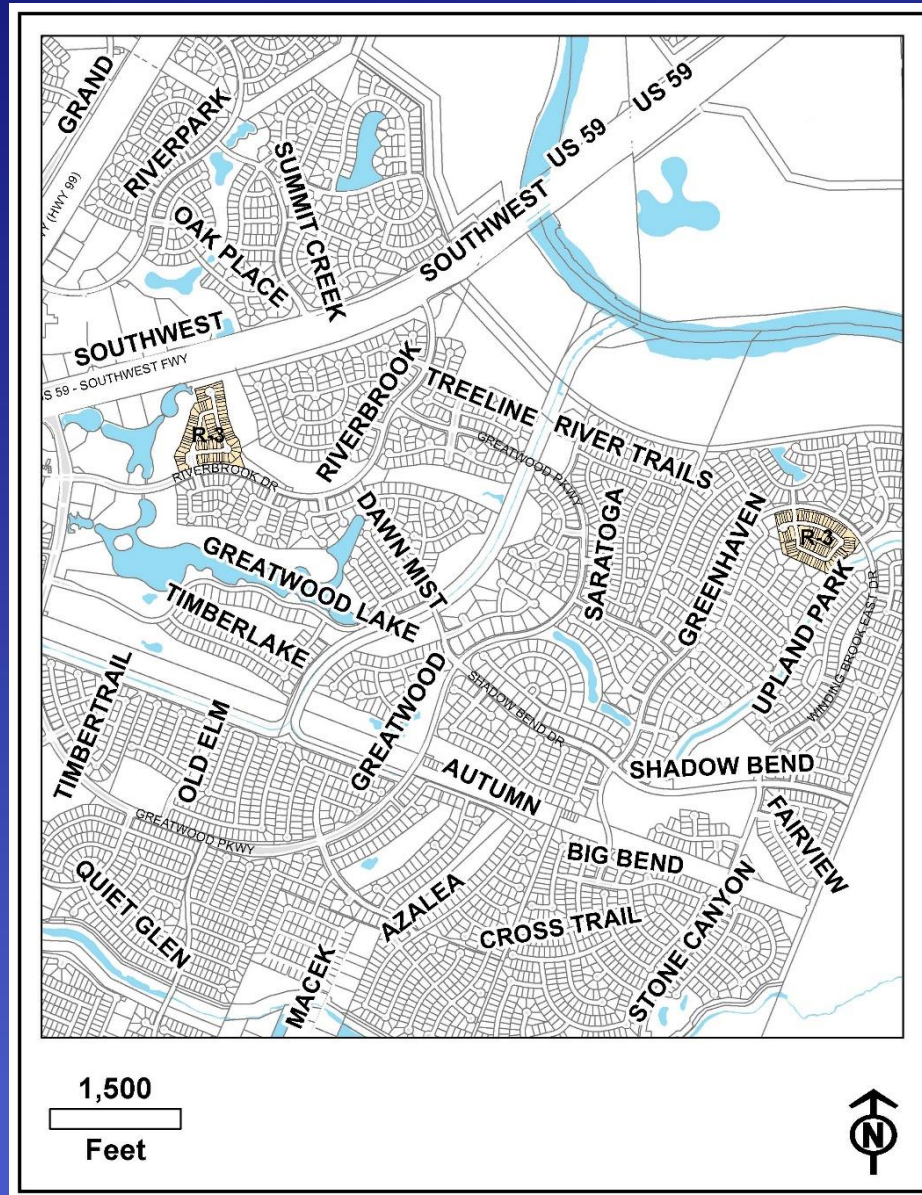 GRAND
RIVERPARK
Y (HWY 99)
SUMMIT CREEK
OAK PLACE
US 59
US 59
SOUTHWEST
SOUTHWEST
US 59 - SOUTHWEST FWY
R-3
RIVERBROOK
RIVERBROOK DR
TREELINE
RIVER TRAILS
GREATWOOD PKWY
DAWN MIST
SARATOGA
GREENHAVEN
R-3
UPLAND PARK
WINDING BROOK EAST DR
GREATWOOD LAKE
TIMBERLAKE
TIMBERTRAIL
OLD ELM
GREATWOOD
SHADOW BEND DR
SHADOW BEND
AUTUMN
FAIRVIEW
GREATWOOD PKWY
BIG BEND
QUIET GLEN
AZALEA
CROSS TRAIL
STONE CANYON
MACEK
1,500
Feet
N